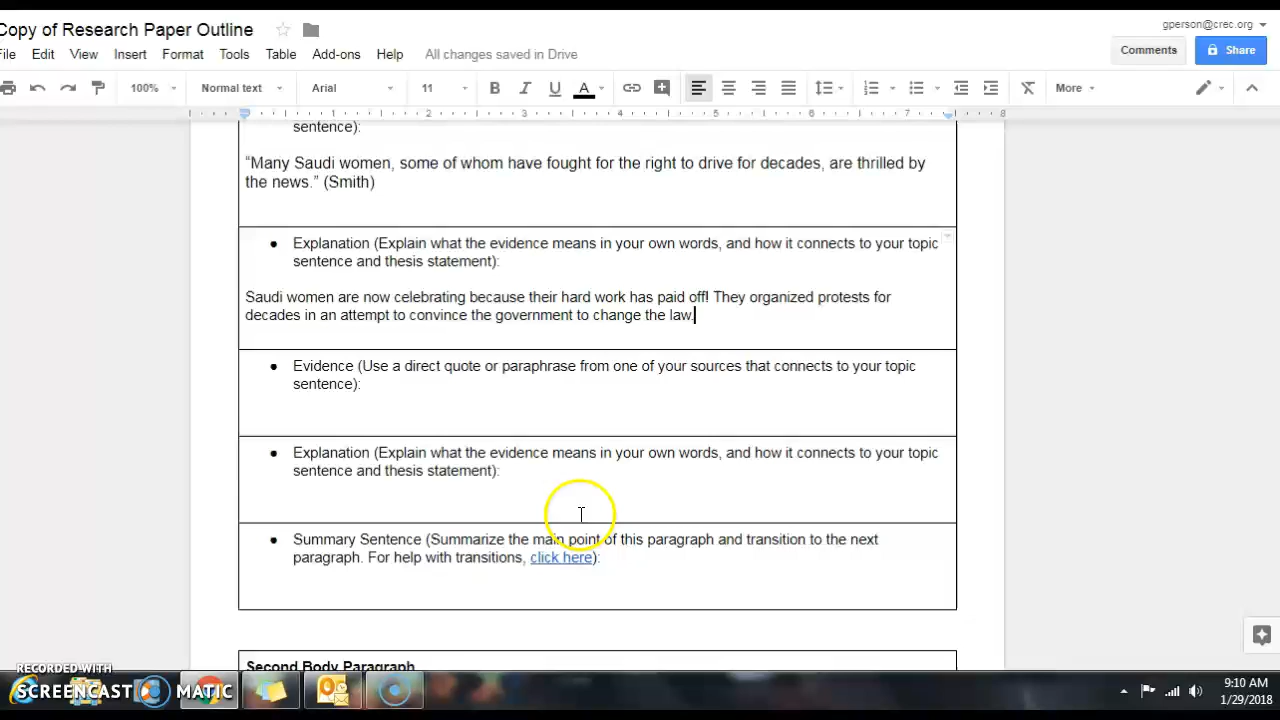 Copy of Research Paper Outline
gperson@crec.org
File Edit View Insert Format Tools Table Add-ons Help All changes saved in Drive
Comments Share
100% Normal text Arial 11 B I U A More
1 2 3 4 5 6 7 8
sentence):
“Many Saudi women, some of whom have fought for the right to drive for decades, are thrilled by
the news.” (Smith)
● Explanation (Explain what the evidence means in your own words, and how it connects to your topic
sentence and thesis statement):
Saudi women are now celebrating because their hard work has paid off! They organized protests for
decades in an attempt to convince the government to change the law.
● Evidence (Use a direct quote or paraphrase from one of your sources that connects to your topic
sentence):
● Explanation (Explain what the evidence means in your own words, and how it connects to your topic
sentence and thesis statement):
● Summary Sentence (Summarize the main point of this paragraph and transition to the next
paragraph. For help with transitions, click here):
Second Body Paragraph
RECORDED WITH
SCREENCAST MATIC
9:10 AM
1/29/2018